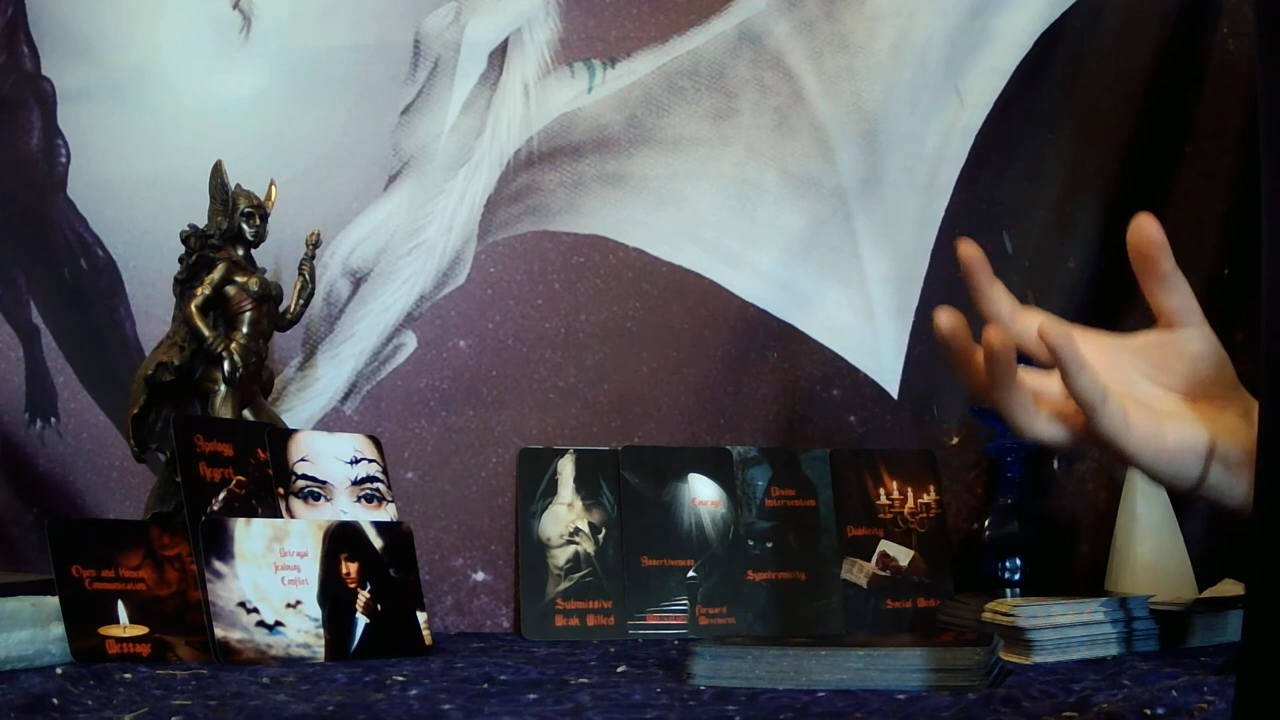 Apology
Regret
Open and Honest
Communication
Message
Betrayal
Jealousy
Conflict
Submissive
Weak Willed
Courage
Assertiveness
Forward
Movement
Divine
Intervention
Synchronicity
Publicity
Social Media